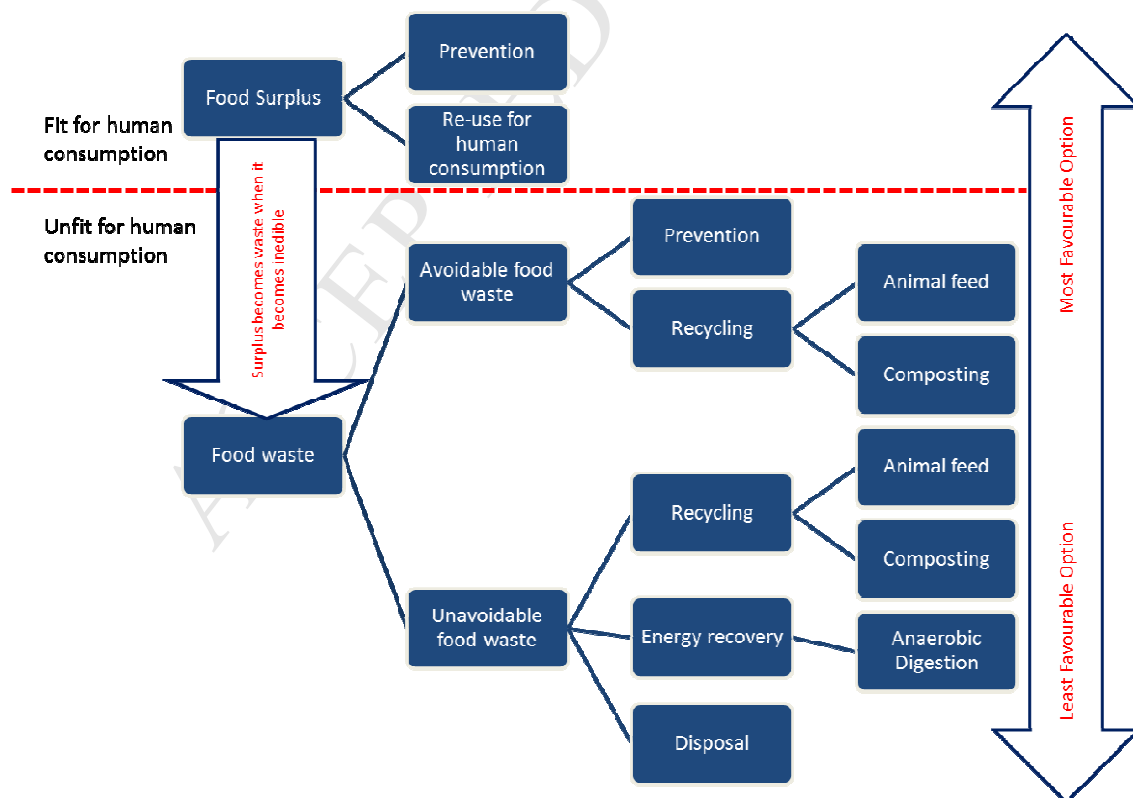 Prevention
Food Surplus
Re-use for
human
consumption
Fit for human
consumption
Surplus becomes waste when it
becomes inedible
Unfit for human
consumption
Prevention
Avoidable food
waste
Animal feed
Recycling
Composting
Food waste
Animal feed
Recycling
Composting
Unavoidable
food waste
Energy recovery
Anaerobic
Digestion
Disposal
Most Favourable Option
Least Favourable Option